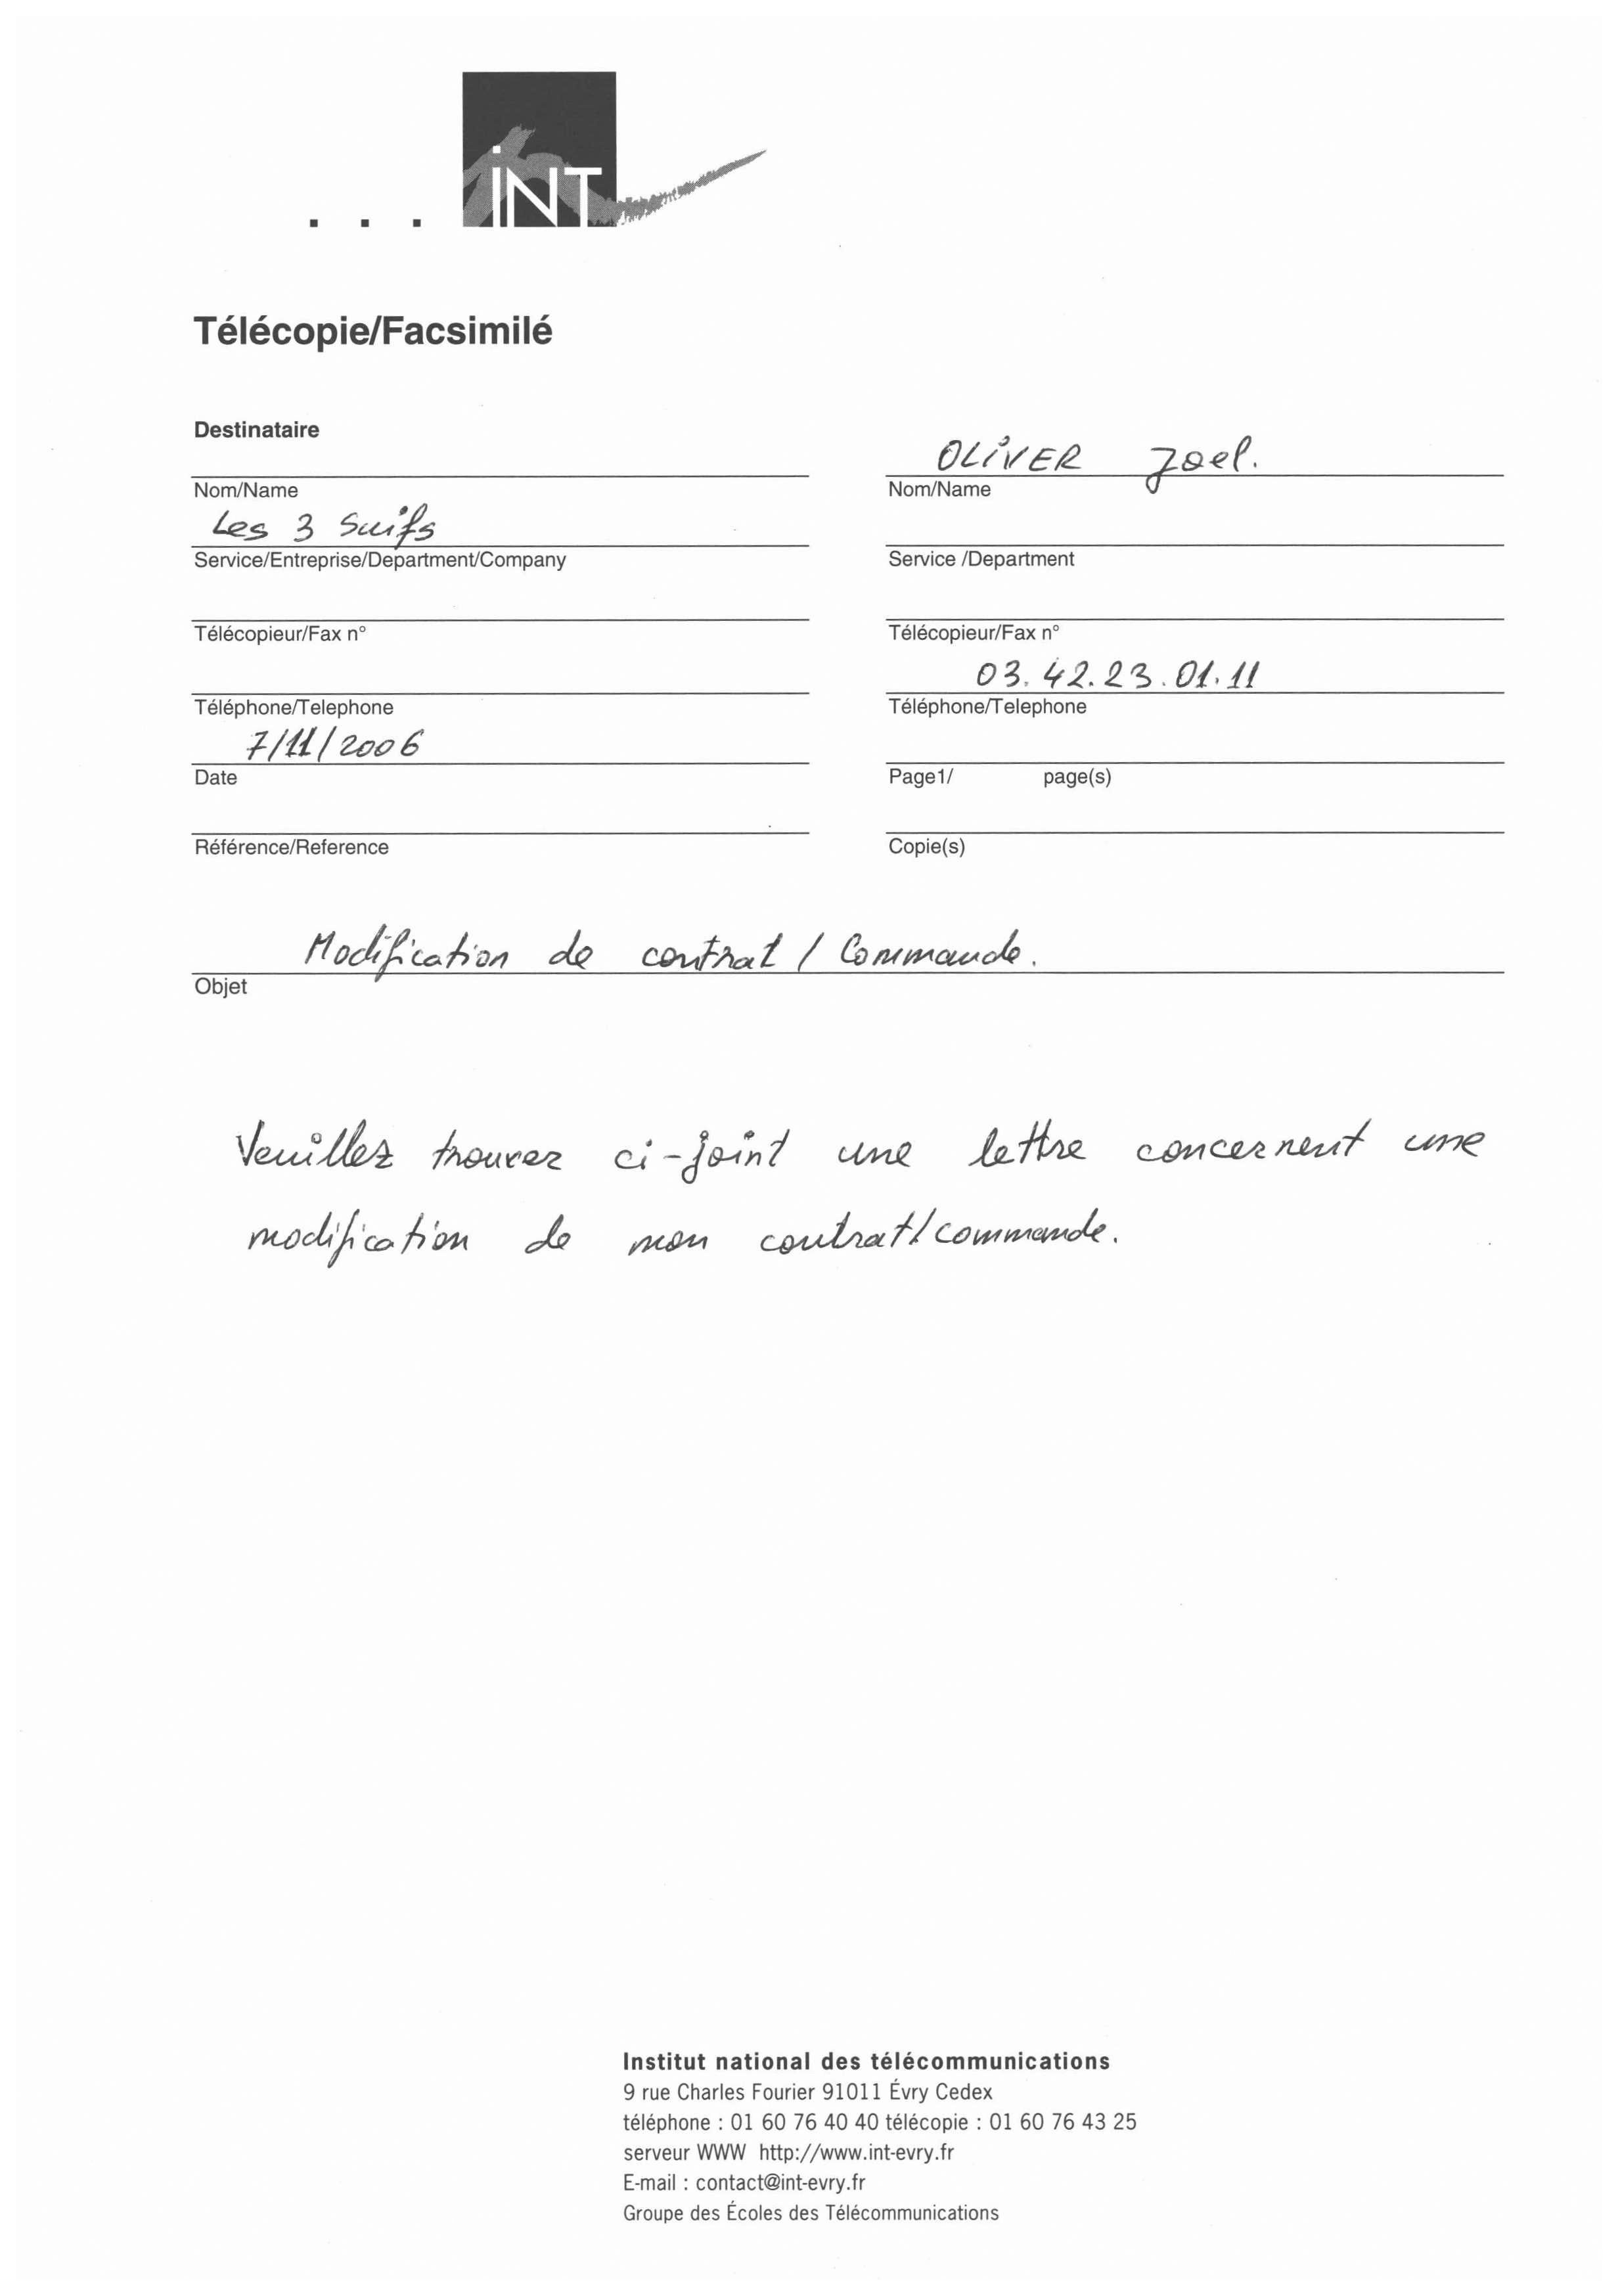 ... INT
Télécopie/Facsimilé
Destinataire
OLIVER Joel.
Nom/Name
Nom/Name
Les 3 Suifs
Service/Entreprise/Department/Company
Service /Department
Télécopieur/Fax n°
Télécopieur/Fax n°
03.42.23.01.11
Téléphone/Telephone
Téléphone/Telephone
7/11/2006
Date
Page1/ page(s)
Référence/Reference
Copie(s)
Modification de contrat / Commande.
Objet
Veuillez trouver ci-joint une lettre concernent une
modification de mon contrat/commande.
Institut national des télécommunications
9 rue Charles Fourier 91011 Évry Cedex
téléphone : 01 60 76 40 40 télécopie : 01 60 76 43 25
serveur WWW http://www.int-evry.fr
E-mail : contact@int-evry.fr
Groupe des Écoles des Télécommunications